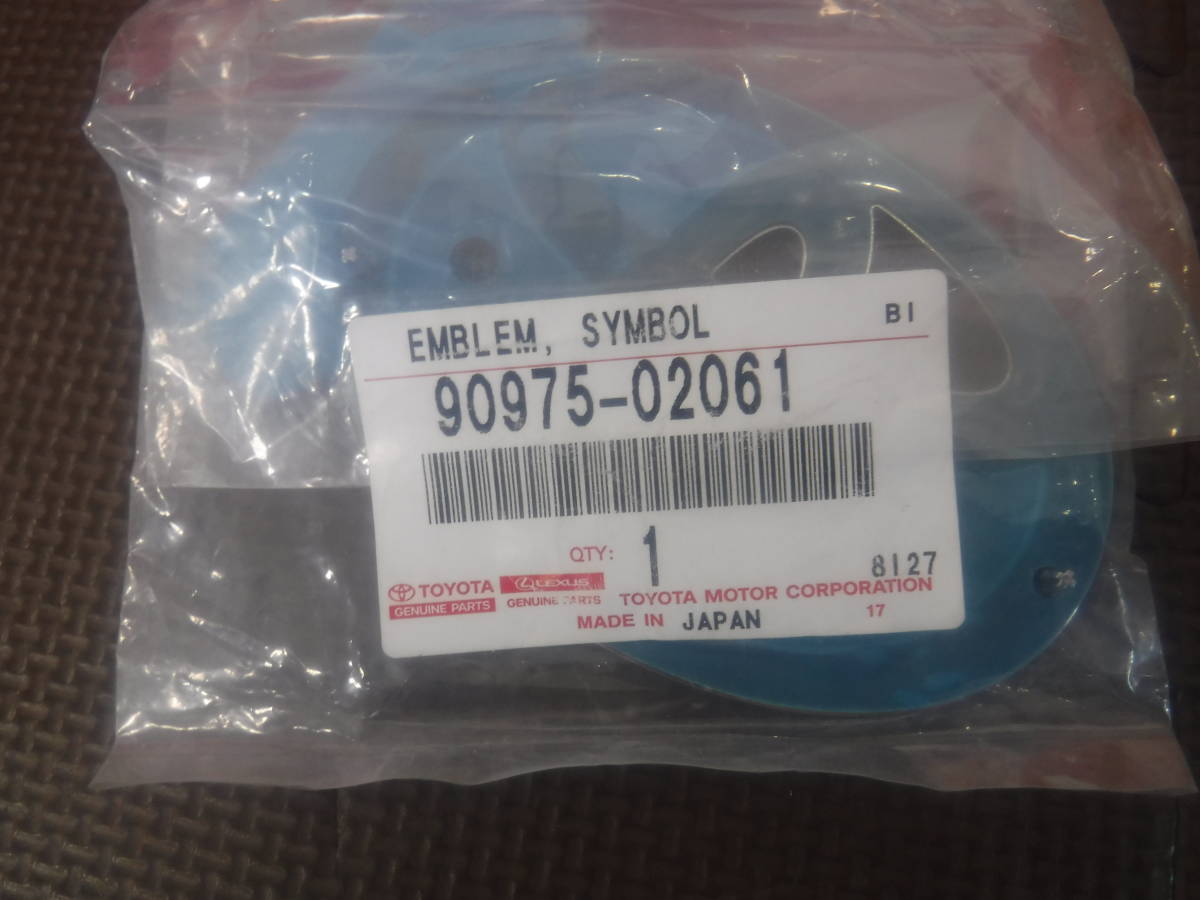 EMBLEM, SYMBOL BI
90975-02061
QTY: 1
8127
TOYOTA LEXUS
GENUINE PARTS GENUINE PARTS TOYOTA MOTOR CORPORATION
MADE IN JAPAN 17